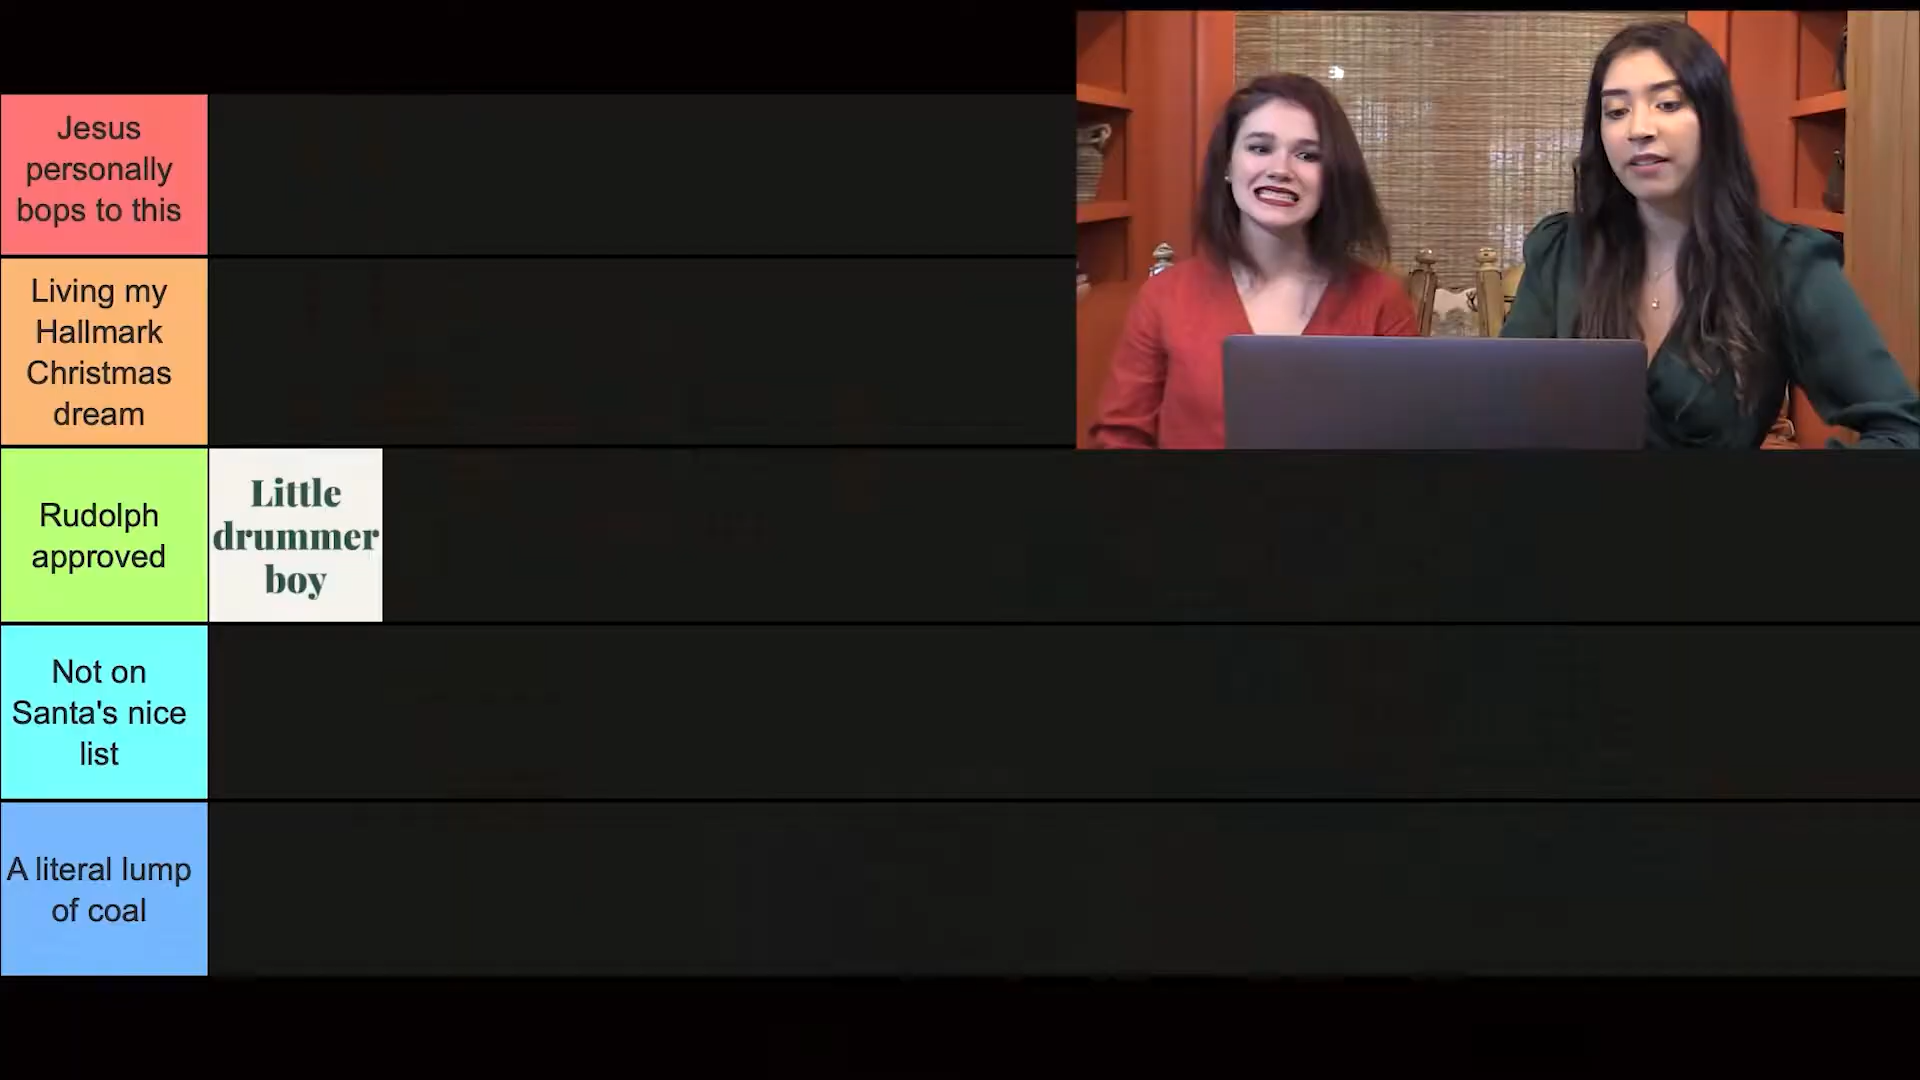 Jesus
personally
bops to this
Living my
Hallmark
Christmas
dream
Rudolph
approved
Little
drummer
boy
Not on
Santa's nice
list
A literal lump
of coal